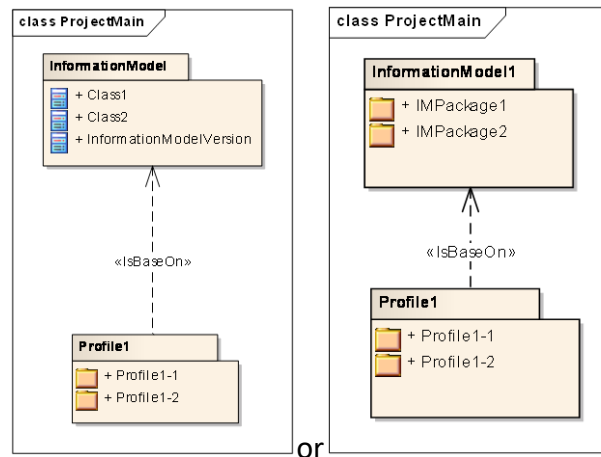 class ProjectMain
InformationModel
+ Class1
+ Class2
+ InformationModelVersion
«IsBaseOn»
Profile1
+ Profile1-1
+ Profile1-2
or
class ProjectMain
InformationModel1
+ IMPackage1
+ IMPackage2
«IsBaseOn»
Profile1
+ Profile1-1
+ Profile1-2